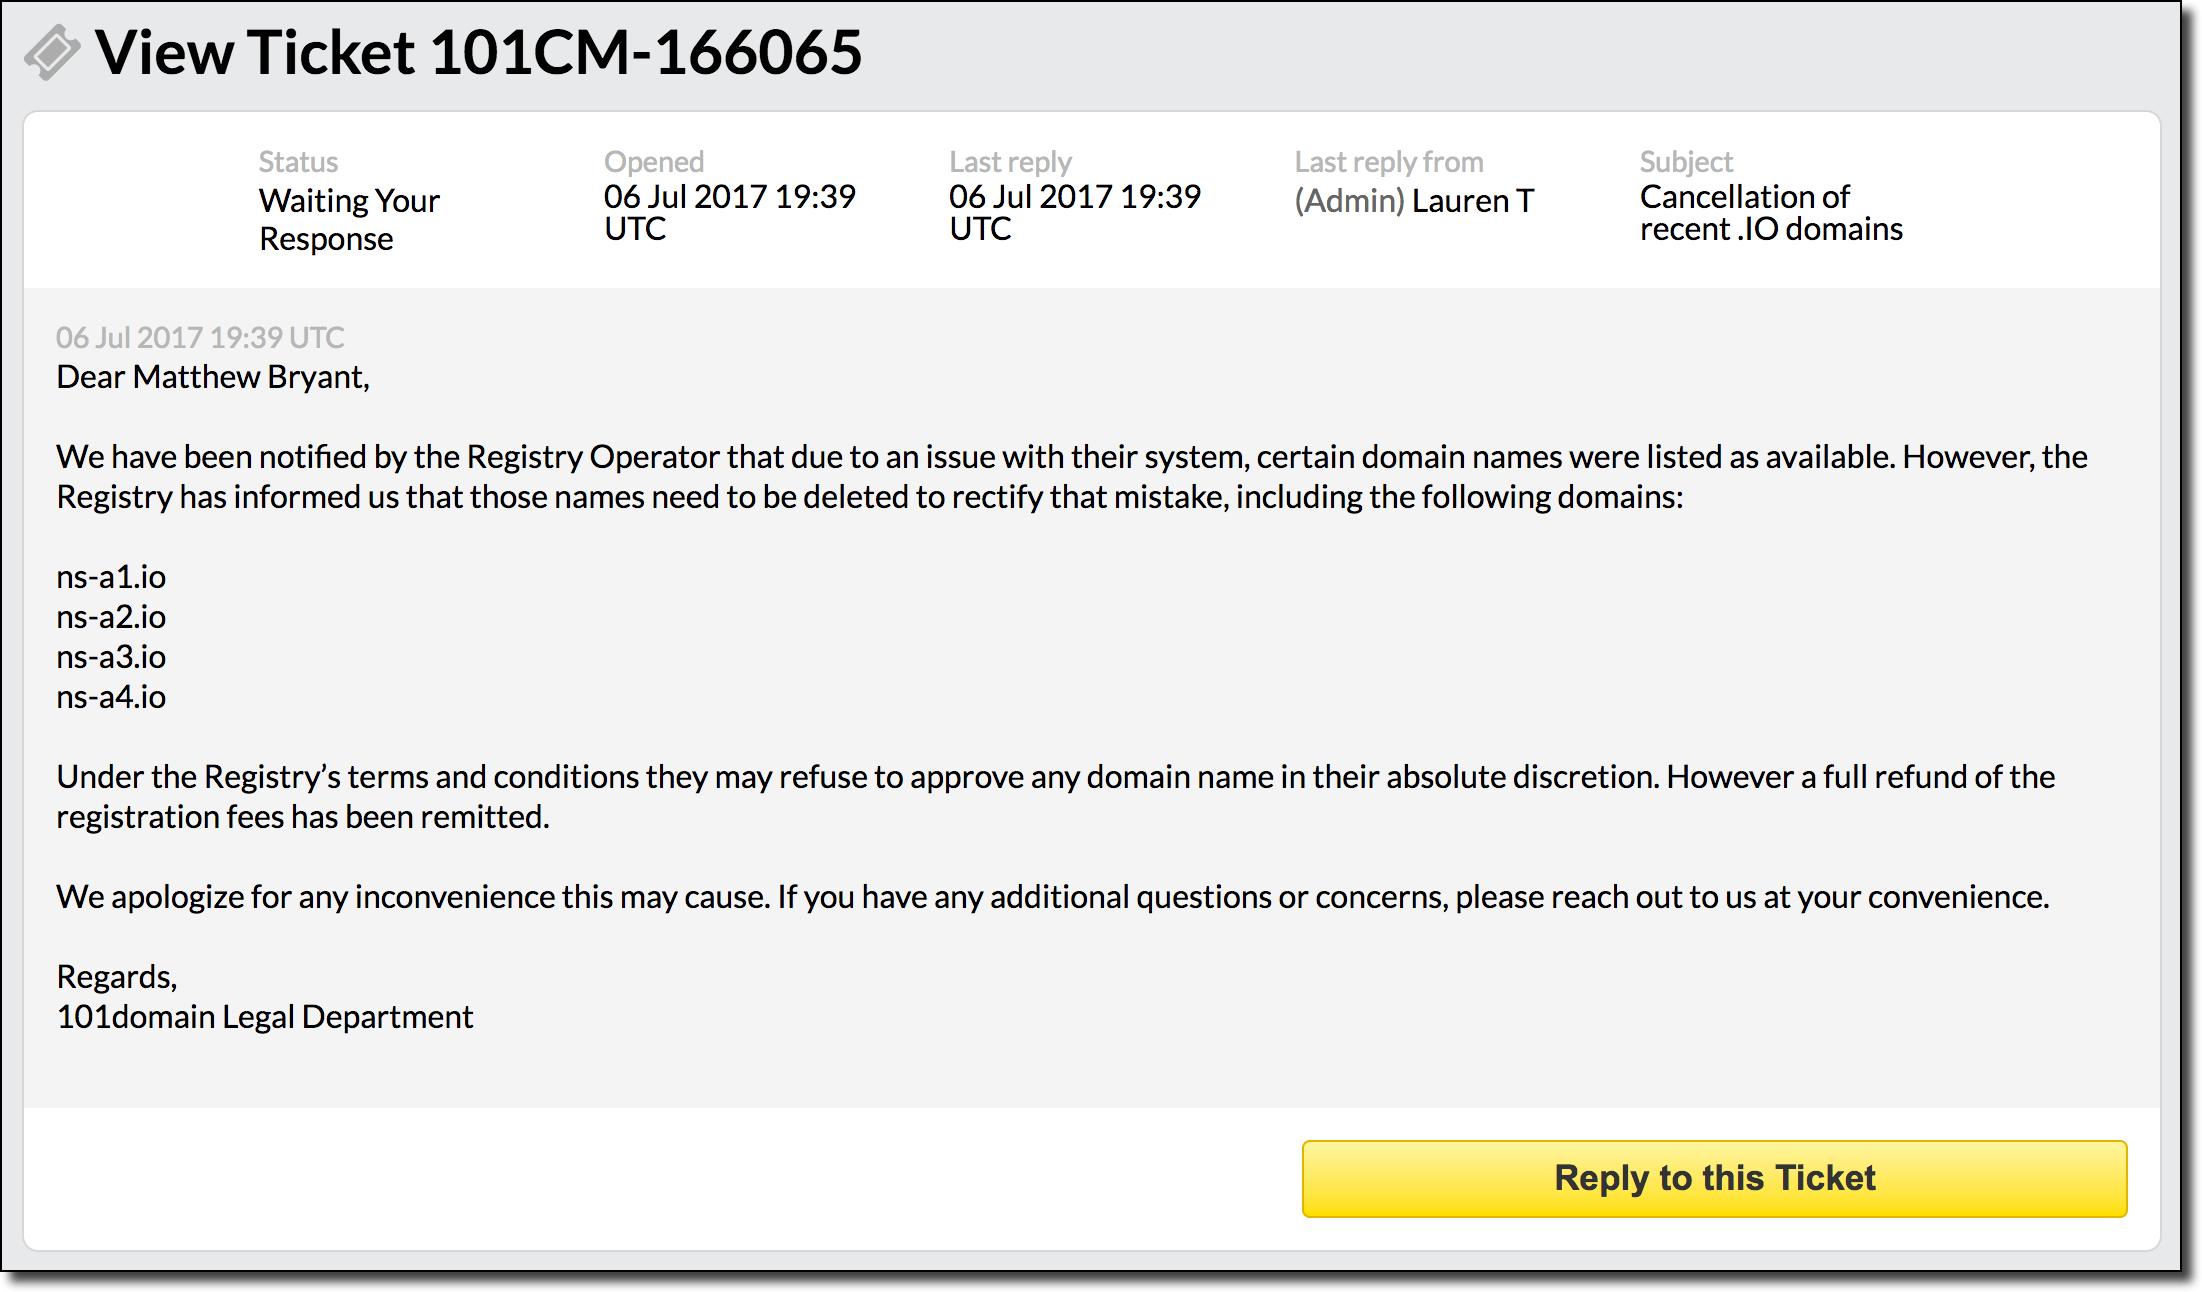 View Ticket 101CM-166065
Status
Waiting Your
Response
Opened
06 Jul 2017 19:39
UTC
Last reply
06 Jul 2017 19:39
UTC
Last reply from
(Admin) Lauren T
Subject
Cancellation of
recent .IO domains
06 Jul 2017 19:39 UTC
Dear Matthew Bryant,
We have been notified by the Registry Operator that due to an issue with their system, certain domain names were listed as available. However, the
Registry has informed us that those names need to be deleted to rectify that mistake, including the following domains:
ns-a1.io
ns-a2.io
ns-a3.io
ns-a4.io
Under the Registry’s terms and conditions they may refuse to approve any domain name in their absolute discretion. However a full refund of the
registration fees has been remitted.
We apologize for any inconvenience this may cause. If you have any additional questions or concerns, please reach out to us at your convenience.
Regards,
101domain Legal Department
Reply to this Ticket